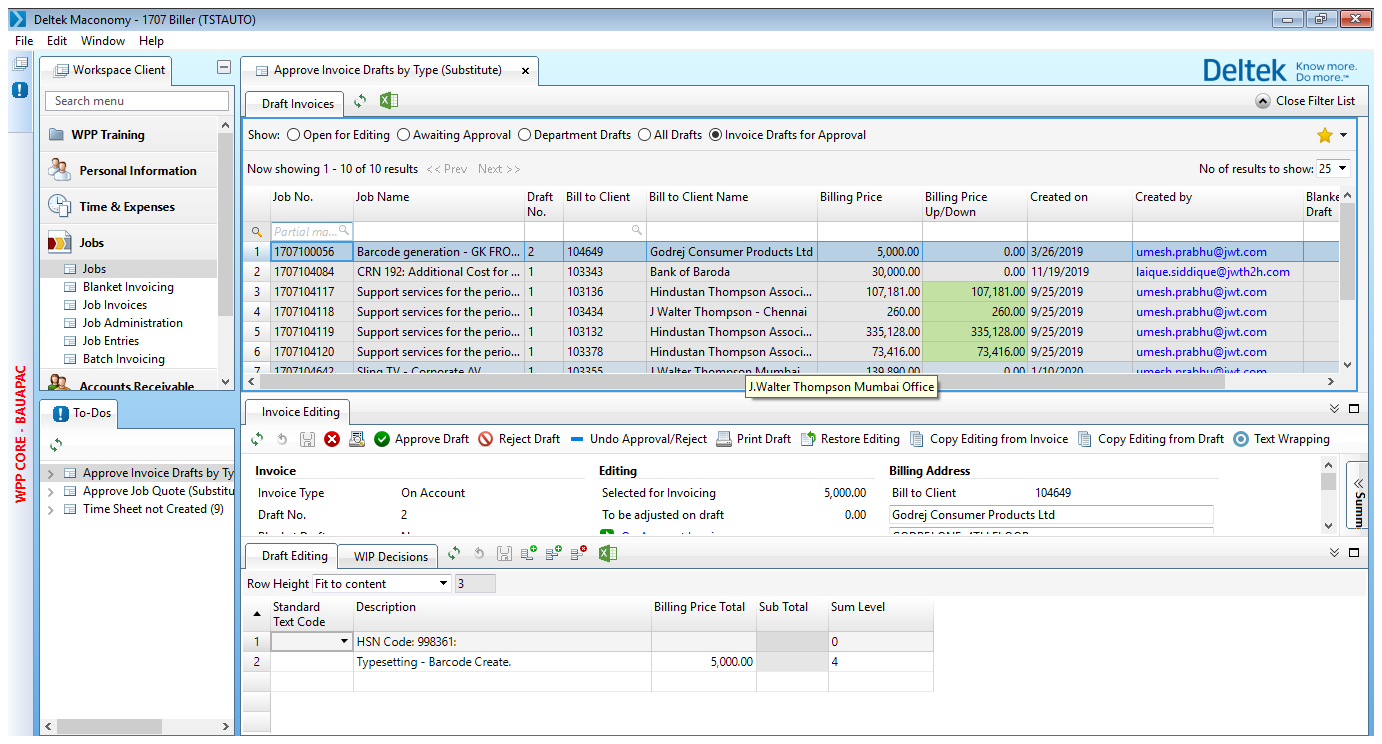 Deltek Maconomy - 1707 Biller (TSTAUTO)
File Edit Window Help
WPP CORE - BAUAPAC
Workspace Client
Search menu
WPP Training
Personal Information
Time & Expenses
Jobs
Jobs
Blanket Invoicing
Job Invoices
Job Administration
Job Entries
Batch Invoicing
Accounts Receivable
To-Dos
Approve Invoice Drafts by Ty
Approve Job Quote (Substitu
Time Sheet not Created (9)
Approve Invoice Drafts by Type (Substitute)
Deltek Know more.
Do more.™
Draft Invoices
Close Filter List
Show: Open for Editing Awaiting Approval Department Drafts All Drafts Invoice Drafts for Approval
Now showing 1 - 10 of 10 results << Prev Next >> No of results to show: 25
Job No. Job Name Draft No. Bill to Client Bill to Client Name Billing Price Billing Price Up/Down Created on Created by Blanke Draft
Partial ma...
1 1707100056 Barcode generation - GK FRO... 2 104649 Godrej Consumer Products Ltd 5,000.00 0.00 3/26/2019 umesh.prabhu@jwt.com
2 1707104084 CRN 192: Additional Cost for ... 1 103343 Bank of Baroda 30,000.00 0.00 11/19/2019 laique.siddique@jwth2h.com
3 1707104117 Support services for the perio... 1 103136 Hindustan Thompson Associ... 107,181.00 107,181.00 9/25/2019 umesh.prabhu@jwt.com
4 1707104118 Support services for the perio... 1 103434 J Walter Thompson - Chennai 260.00 260.00 9/25/2019 umesh.prabhu@jwt.com
5 1707104119 Support services for the perio... 1 103132 Hindustan Thompson Associ... 335,128.00 335,128.00 9/25/2019 umesh.prabhu@jwt.com
6 1707104120 Support services for the perio... 1 103378 Hindustan Thompson Associ... 73,416.00 73,416.00 9/25/2019 umesh.prabhu@jwt.com
7 1707104642 Sling TV - Corporate AV 1 103355 J.Walter Thompson Mumbai 139,890.00 0.00 1/10/2020 umesh.prabhu@jwt.com
J.Walter Thompson Mumbai Office
Invoice Editing
Approve Draft Reject Draft Undo Approval/Reject Print Draft Restore Editing Copy Editing from Invoice Copy Editing from Draft Text Wrapping
Invoice Editing Billing Address
Invoice Type On Account Selected for Invoicing 5,000.00 Bill to Client 104649
Draft No. 2 To be adjusted on draft 0.00 Godrej Consumer Products Ltd
Summ
Draft Editing WIP Decisions
Row Height Fit to content 3
Standard Text Code Description Billing Price Total Sub Total Sum Level
1 HSN Code: 998361: 0
2 Typesetting - Barcode Create. 5,000.00 4